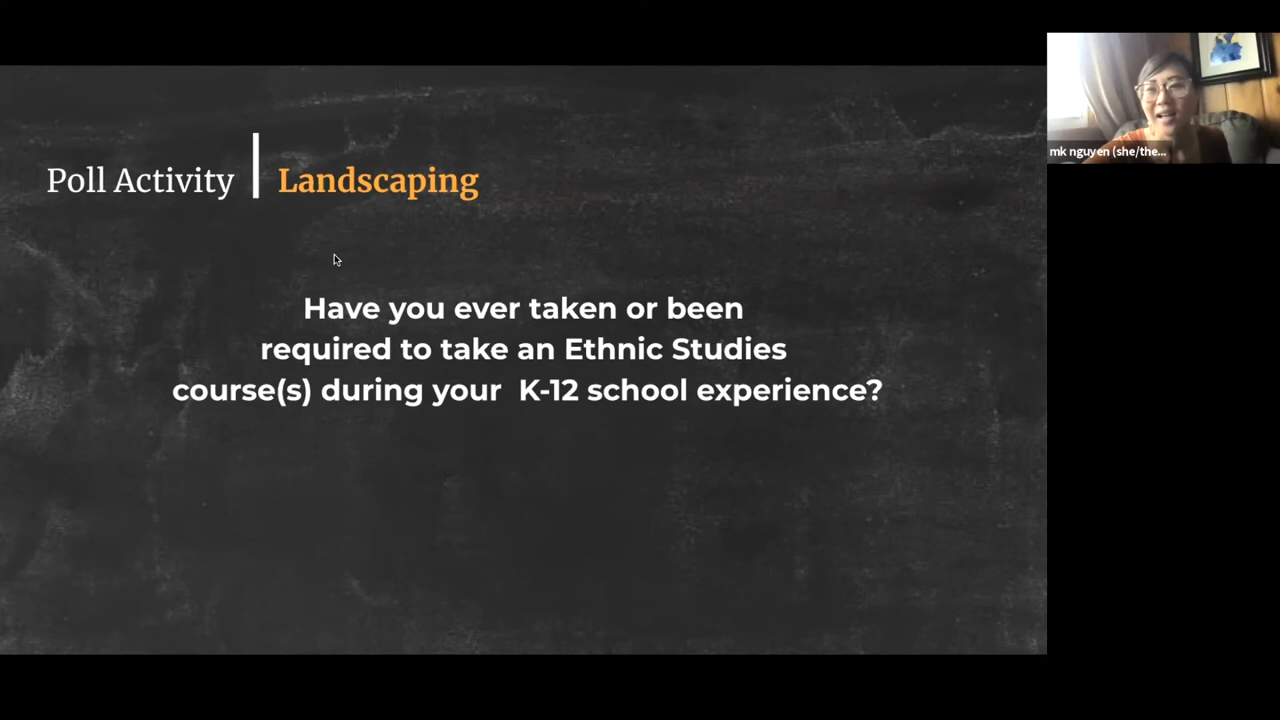 Poll Activity | Landscaping
Have you ever taken or been
required to take an Ethnic Studies
course(s) during your K-12 school experience?
mk nguyen (she/the...